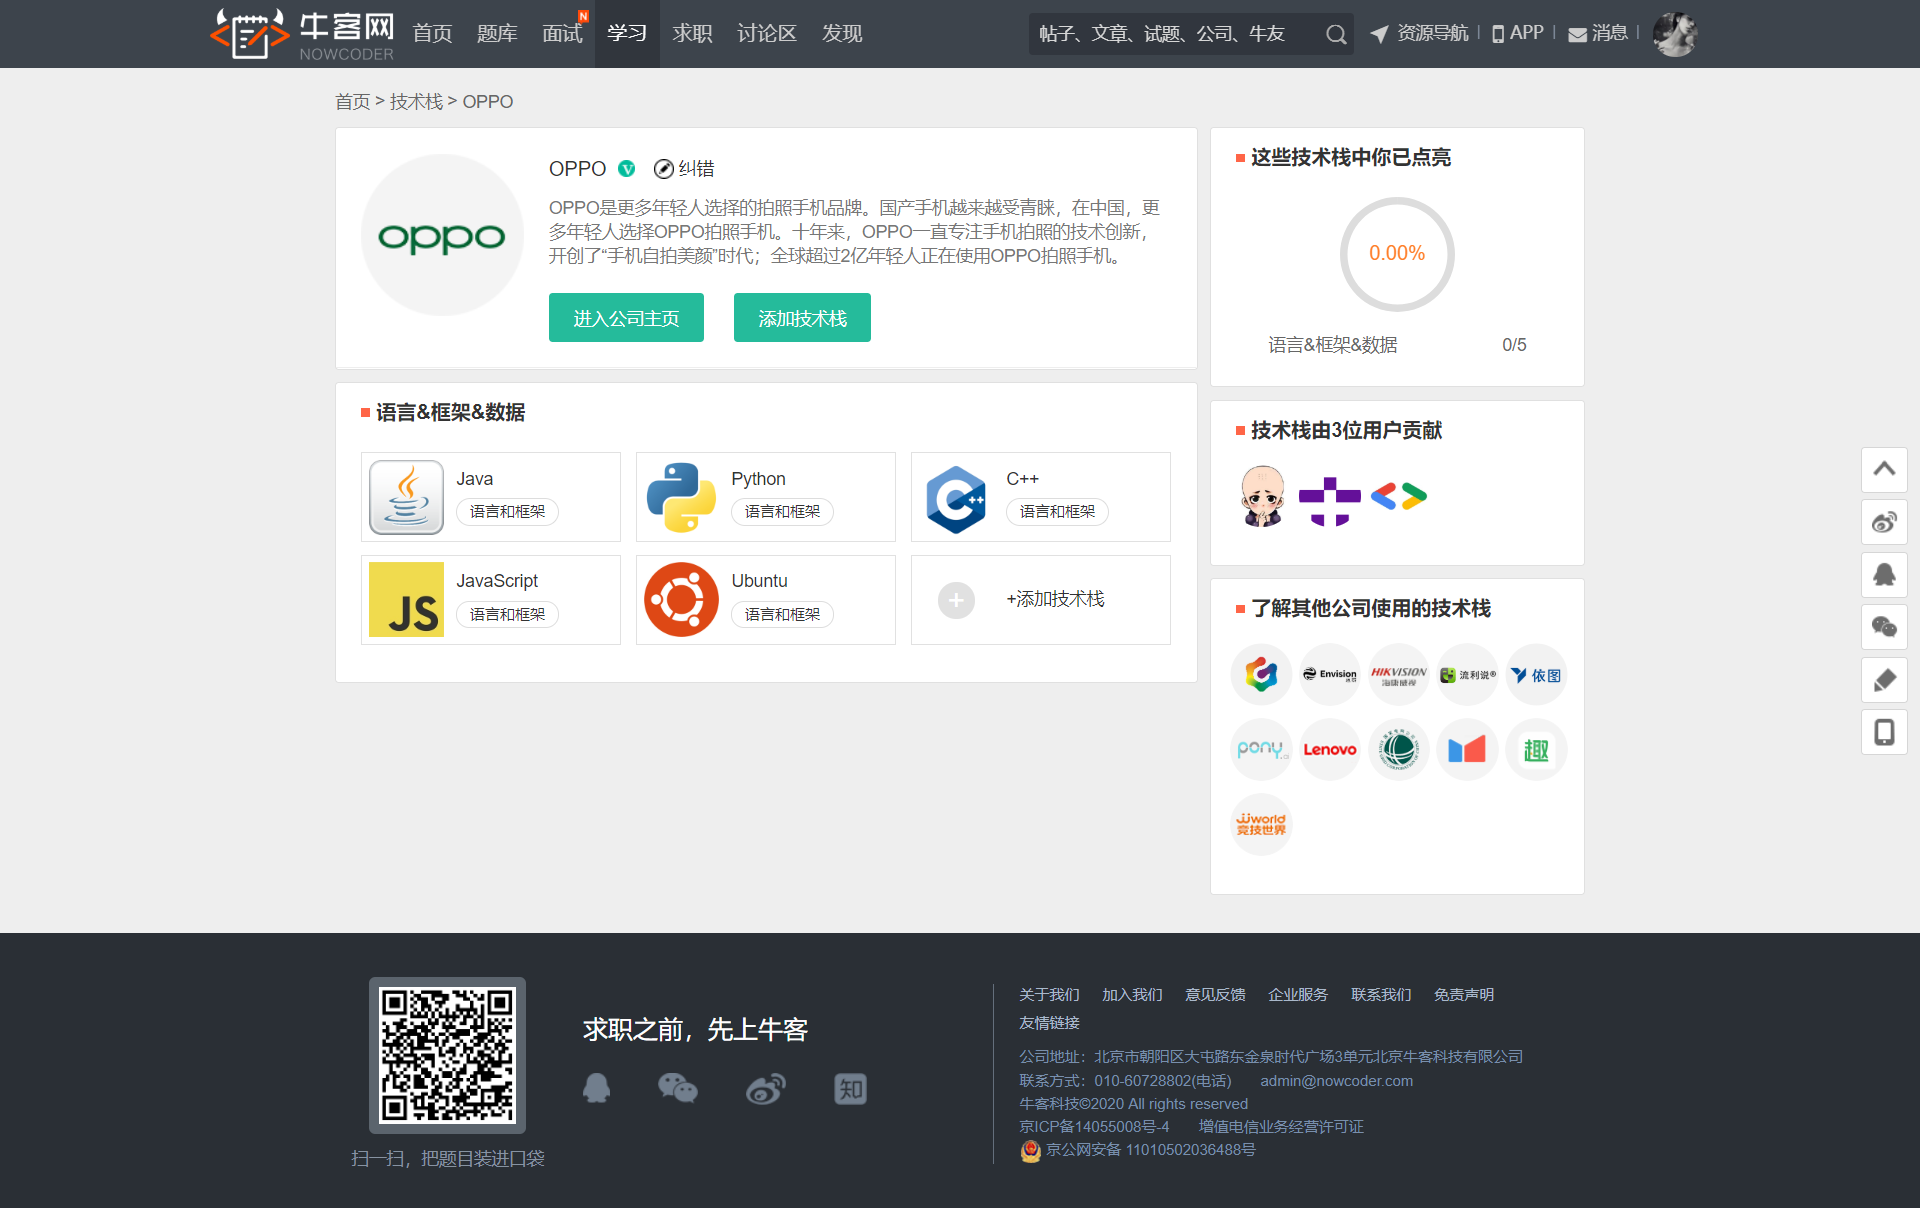 牛客网
NOWCODER
首页
题库
面试
N
学习
求职
讨论区
发现
帖子、文章、试题、公司、牛友
资源导航
APP
消息
首页 > 技术栈 > OPPO
oppo
OPPO
V
纠错
OPPO是更多年轻人选择的拍照手机品牌。国产手机越来越受青睐，在中国，更
多年轻人选择OPPO拍照手机。十年来，OPPO一直专注手机拍照的技术创新，
开创了“手机自拍美颜”时代；全球超过2亿年轻人正在使用OPPO拍照手机。
进入公司主页
添加技术栈
语言&框架&数据
Java
语言和框架
Python
语言和框架
C++
C++
语言和框架
JS
JavaScript
语言和框架
Ubuntu
语言和框架
+添加技术栈
这些技术栈中你已点亮
0.00%
语言&框架&数据
0/5
技术栈由3位用户贡献
了解其他公司使用的技术栈
Envision
HIKVISION
海康威视
流利说®
依图
pony.ai
Lenovo
趣
JJworld
竞技世界
求职之前，先上牛客
知
扫一扫，把题目装进口袋
关于我们
加入我们
意见反馈
企业服务
联系我们
免责声明
友情链接
公司地址：北京市朝阳区大屯路东金泉时代广场3单元北京牛客科技有限公司
联系方式：010-60728802(电话)
admin@nowcoder.com
牛客科技©2020 All rights reserved
京ICP备14055008号-4
增值电信业务经营许可证
京公网安备 11010502036488号